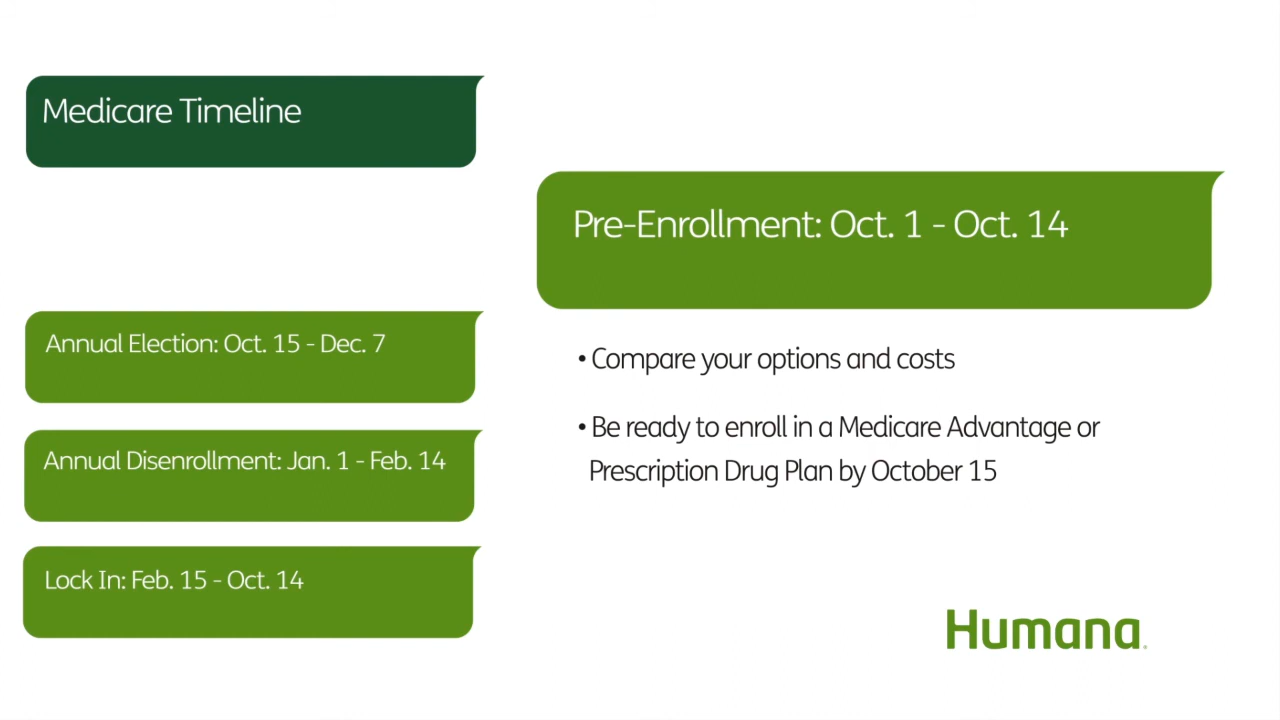 Medicare Timeline
Pre-Enrollment: Oct. 1 - Oct. 14
Annual Election: Oct. 15 - Dec. 7
Annual Disenrollment: Jan. 1 - Feb. 14
Lock In: Feb. 15 - Oct. 14
• Compare your options and costs
• Be ready to enroll in a Medicare Advantage or
Prescription Drug Plan by October 15
Humana